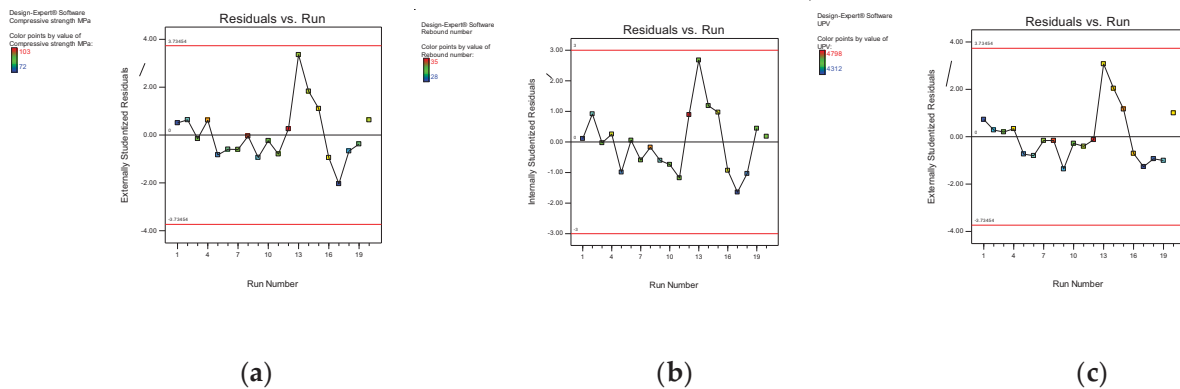 Design-Expert® Software
Compressive strength MPa
Color points by value of
Compressive strength MPa:
103
72
Residuals vs. Run
Externally Studentized Residuals
4.00
2.00
0.00
-2.00
-4.00
3.73454
0
-3.73454
1 4 7 10 13 16 19
Run Number
(a)
Design-Expert® Software
Rebound number
Color points by value of
Rebound number:
35
28
Residuals vs. Run
Internally Studentized Residuals
3.00
2.00
1.00
0.00
-1.00
-2.00
-3.00
3
0
-3
1 4 7 10 13 16 19
Run Number
(b)
Design-Expert® Software
UPV
Color points by value of
UPV:
4798
4312
Residuals vs. Run
Externally Studentized Residuals
4.00
2.00
0.00
-2.00
-4.00
3.73454
0
-3.73454
1 4 7 10 13 16 19
Run Number
(c)